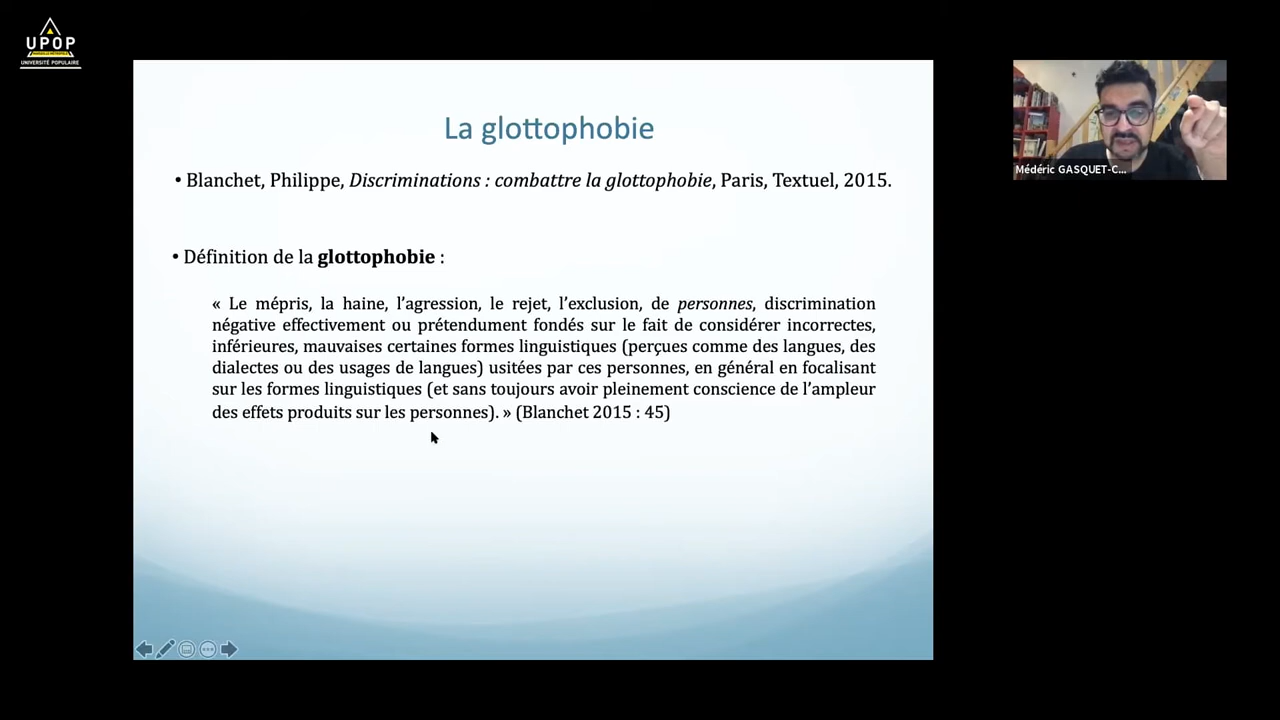 UPOP
UNIVERSITÉ POPULAIRE
La glottophobie
• Blanchet, Philippe, Discriminations : combattre la glottophobie, Paris, Textuel, 2015.
• Définition de la glottophobie :
« Le mépris, la haine, l’agression, le rejet, l’exclusion, de personnes, discrimination
négative effectivement ou prétendument fondés sur le fait de considérer incorrectes,
inférieures, mauvaises certaines formes linguistiques (perçues comme des langues, des
dialectes ou des usages de langues) usitées par ces personnes, en général en focalisant
sur les formes linguistiques (et sans toujours avoir pleinement conscience de l’ampleur
des effets produits sur les personnes). » (Blanchet 2015 : 45)
Médéric GASQUET-C...